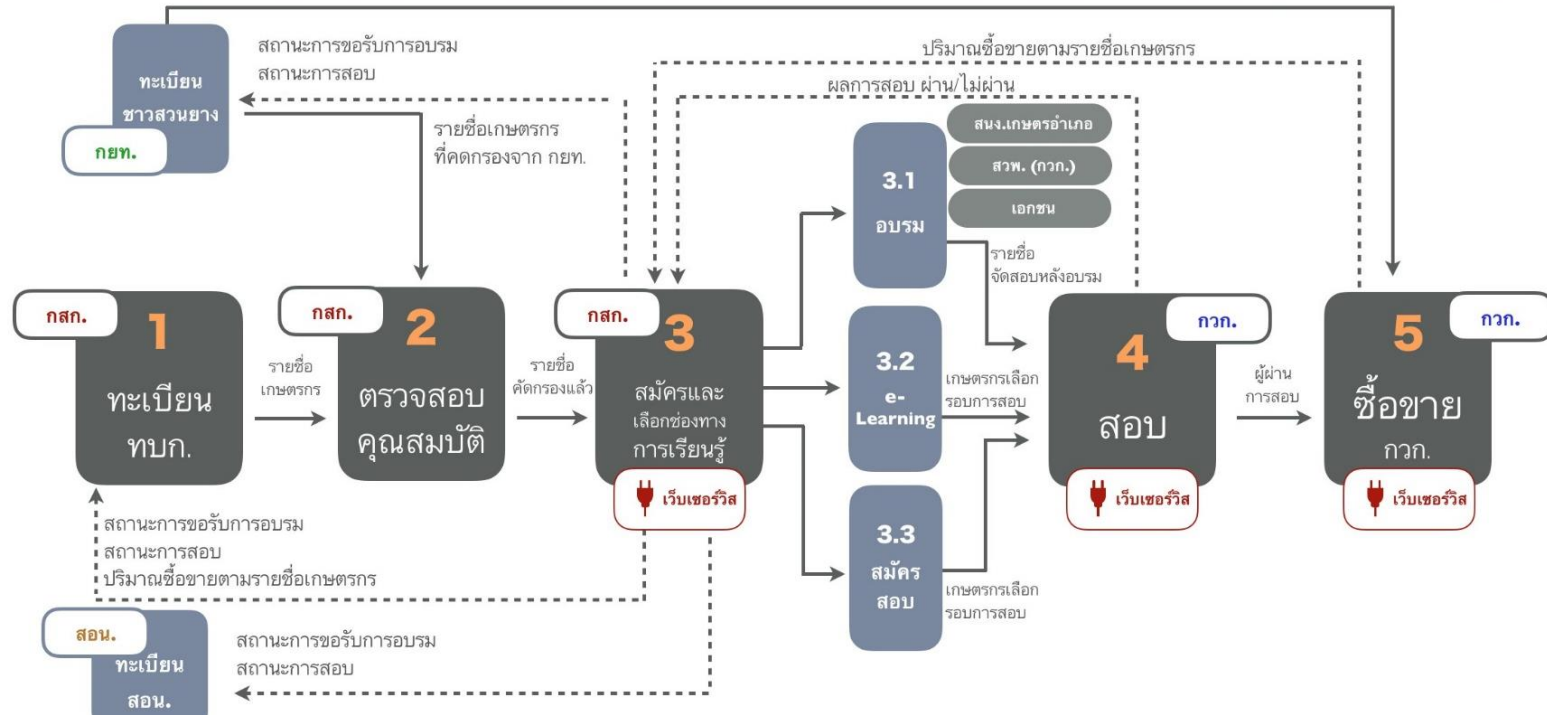 ทะเบียน
ชาวสวนยาง
กยท.
สถานะการขอรับการอบรม
สถานะการสอบ
รายชื่อเกษตรกร
ที่คดกรองจาก กยท.
ปริมาณซื้อขายตามรายชื่อเกษตรกร
ผลการสอบ ผ่าน/ไม่ผ่าน
3.1
อบรม
สนง.เกษตรอำเภอ
สวพ. (กวก.)
เอกชน
รายชื่อ
จัดสอบหลังอบรม
กสก.
1
ทะเบียน
ทบก.
รายชื่อ
เกษตรกร
กสก.
2
ตรวจสอบ
คุณสมบัติ
รายชื่อ
คัดกรองแล้ว
กสก.
3
สมัครและ
เลือกช่องทาง
การเรียนรู้
เว็บเซอร์วิส
3.2
e-
Learning
เกษตรกรเลือก
รอบการสอบ
3.3
สมัคร
สอบ
เกษตรกรเลือก
รอบการสอบ
กวก.
4
สอบ
เว็บเซอร์วิส
ผู้ผ่าน
การสอบ
กวก.
5
ซื้อขาย
กวก.
เว็บเซอร์วิส
สถานะการขอรับการอบรม
สถานะการสอบ
ปริมาณซื้อขายตามรายชื่อเกษตรกร
สอน.
ทะเบียน
สอน.
สถานะการขอรับการอบรม
สถานะการสอบ